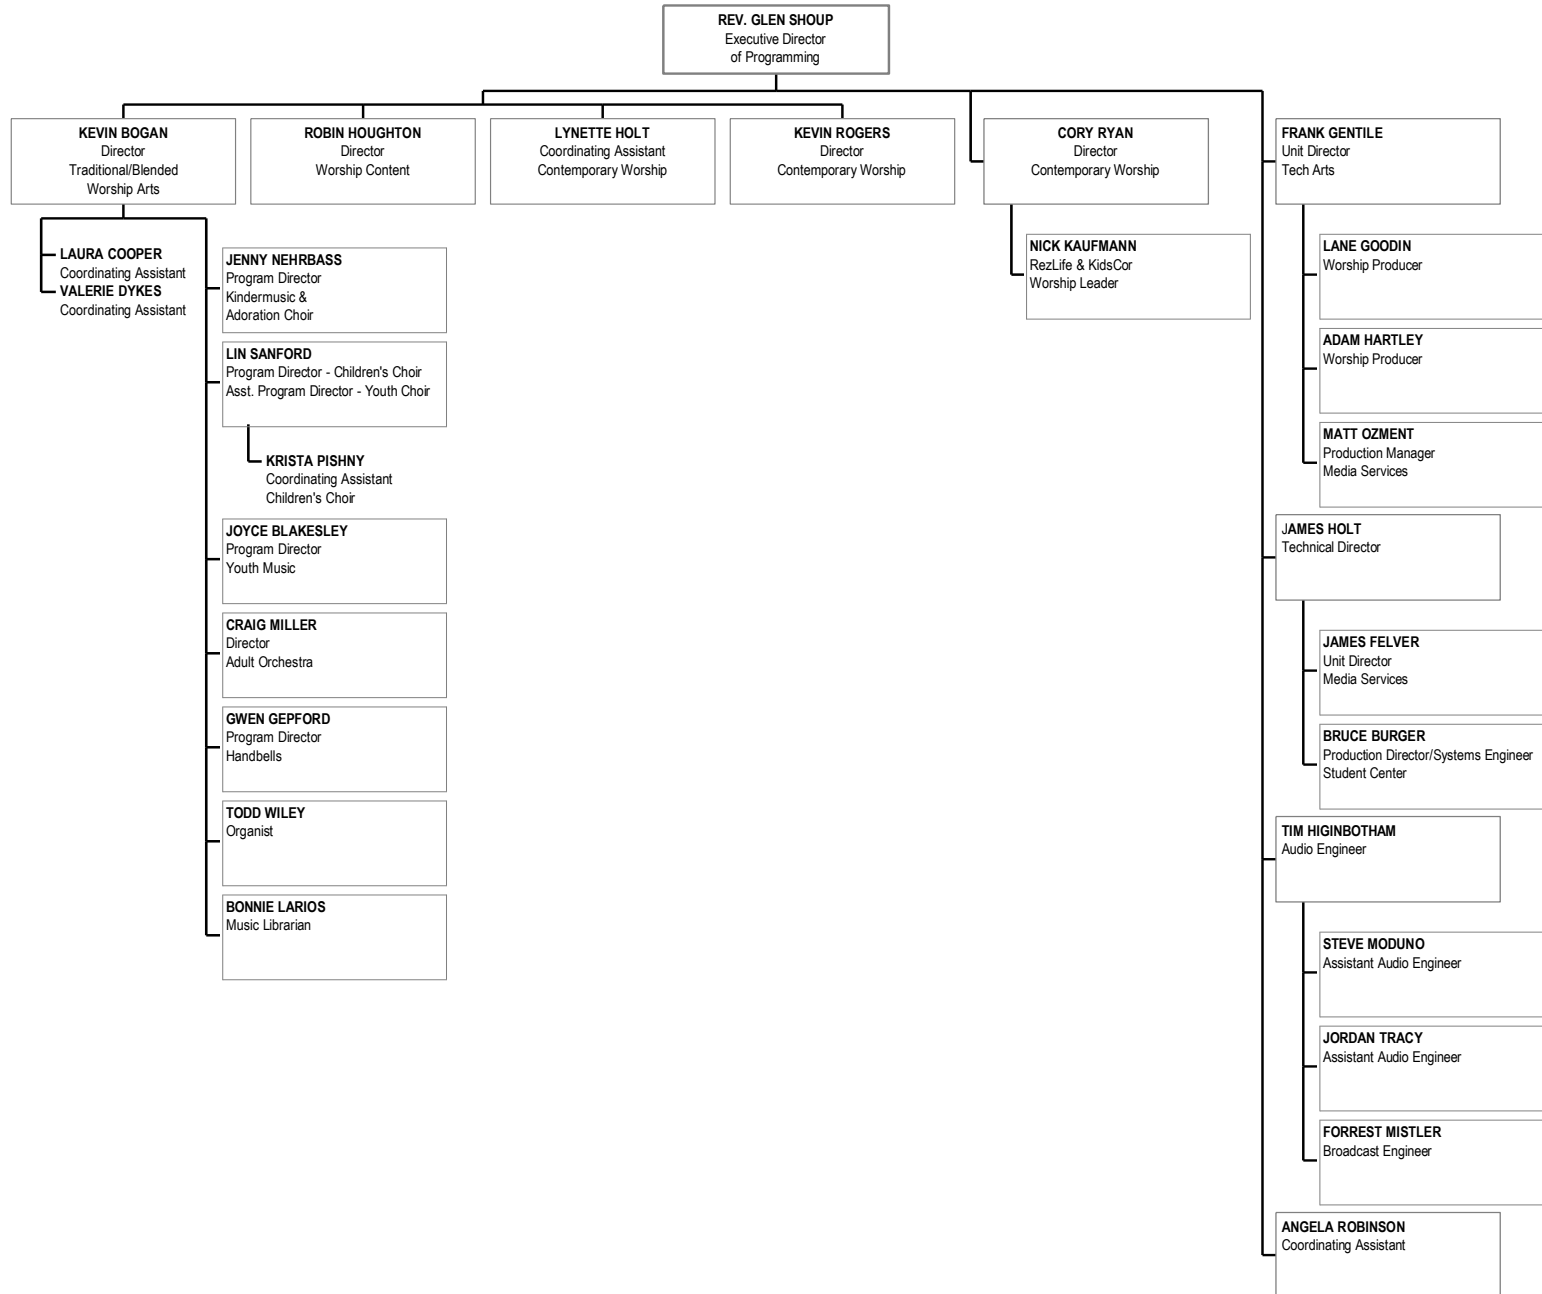 REV. GLEN SHOUP
Executive Director
of Programming
KEVIN BOGAN
Director
Traditional/Blended
Worship Arts
ROBIN HOUGHTON
Director
Worship Content
LYNETTE HOLT
Coordinating Assistant
Contemporary Worship
KEVIN ROGERS
Director
Contemporary Worship
CORY RYAN
Director
Contemporary Worship
FRANK GENTILE
Unit Director
Tech Arts
LAURA COOPER
Coordinating Assistant
VALERIE DYKES
Coordinating Assistant
JENNY NEHRBASS
Program Director
Kindermusic &
Adoration Choir
LIN SANFORD
Program Director - Children's Choir
Asst. Program Director - Youth Choir
KRISTA PISHNY
Coordinating Assistant
Children's Choir
JOYCE BLAKESLEY
Program Director
Youth Music
CRAIG MILLER
Director
Adult Orchestra
GWEN GEPFORD
Program Director
Handbells
TODD WILEY
Organist
BONNIE LARIOS
Music Librarian
NICK KAUFMANN
RezLife & KidsCor
Worship Leader
LANE GOODIN
Worship Producer
ADAM HARTLEY
Worship Producer
MATT OZMENT
Production Manager
Media Services
JAMES HOLT
Technical Director
JAMES FELVER
Unit Director
Media Services
BRUCE BURGER
Production Director/Systems Engineer
Student Center
TIM HIGINBOTHAM
Audio Engineer
STEVE MODUNO
Assistant Audio Engineer
JORDAN TRACY
Assistant Audio Engineer
FORREST MISTLER
Broadcast Engineer
ANGELA ROBINSON
Coordinating Assistant